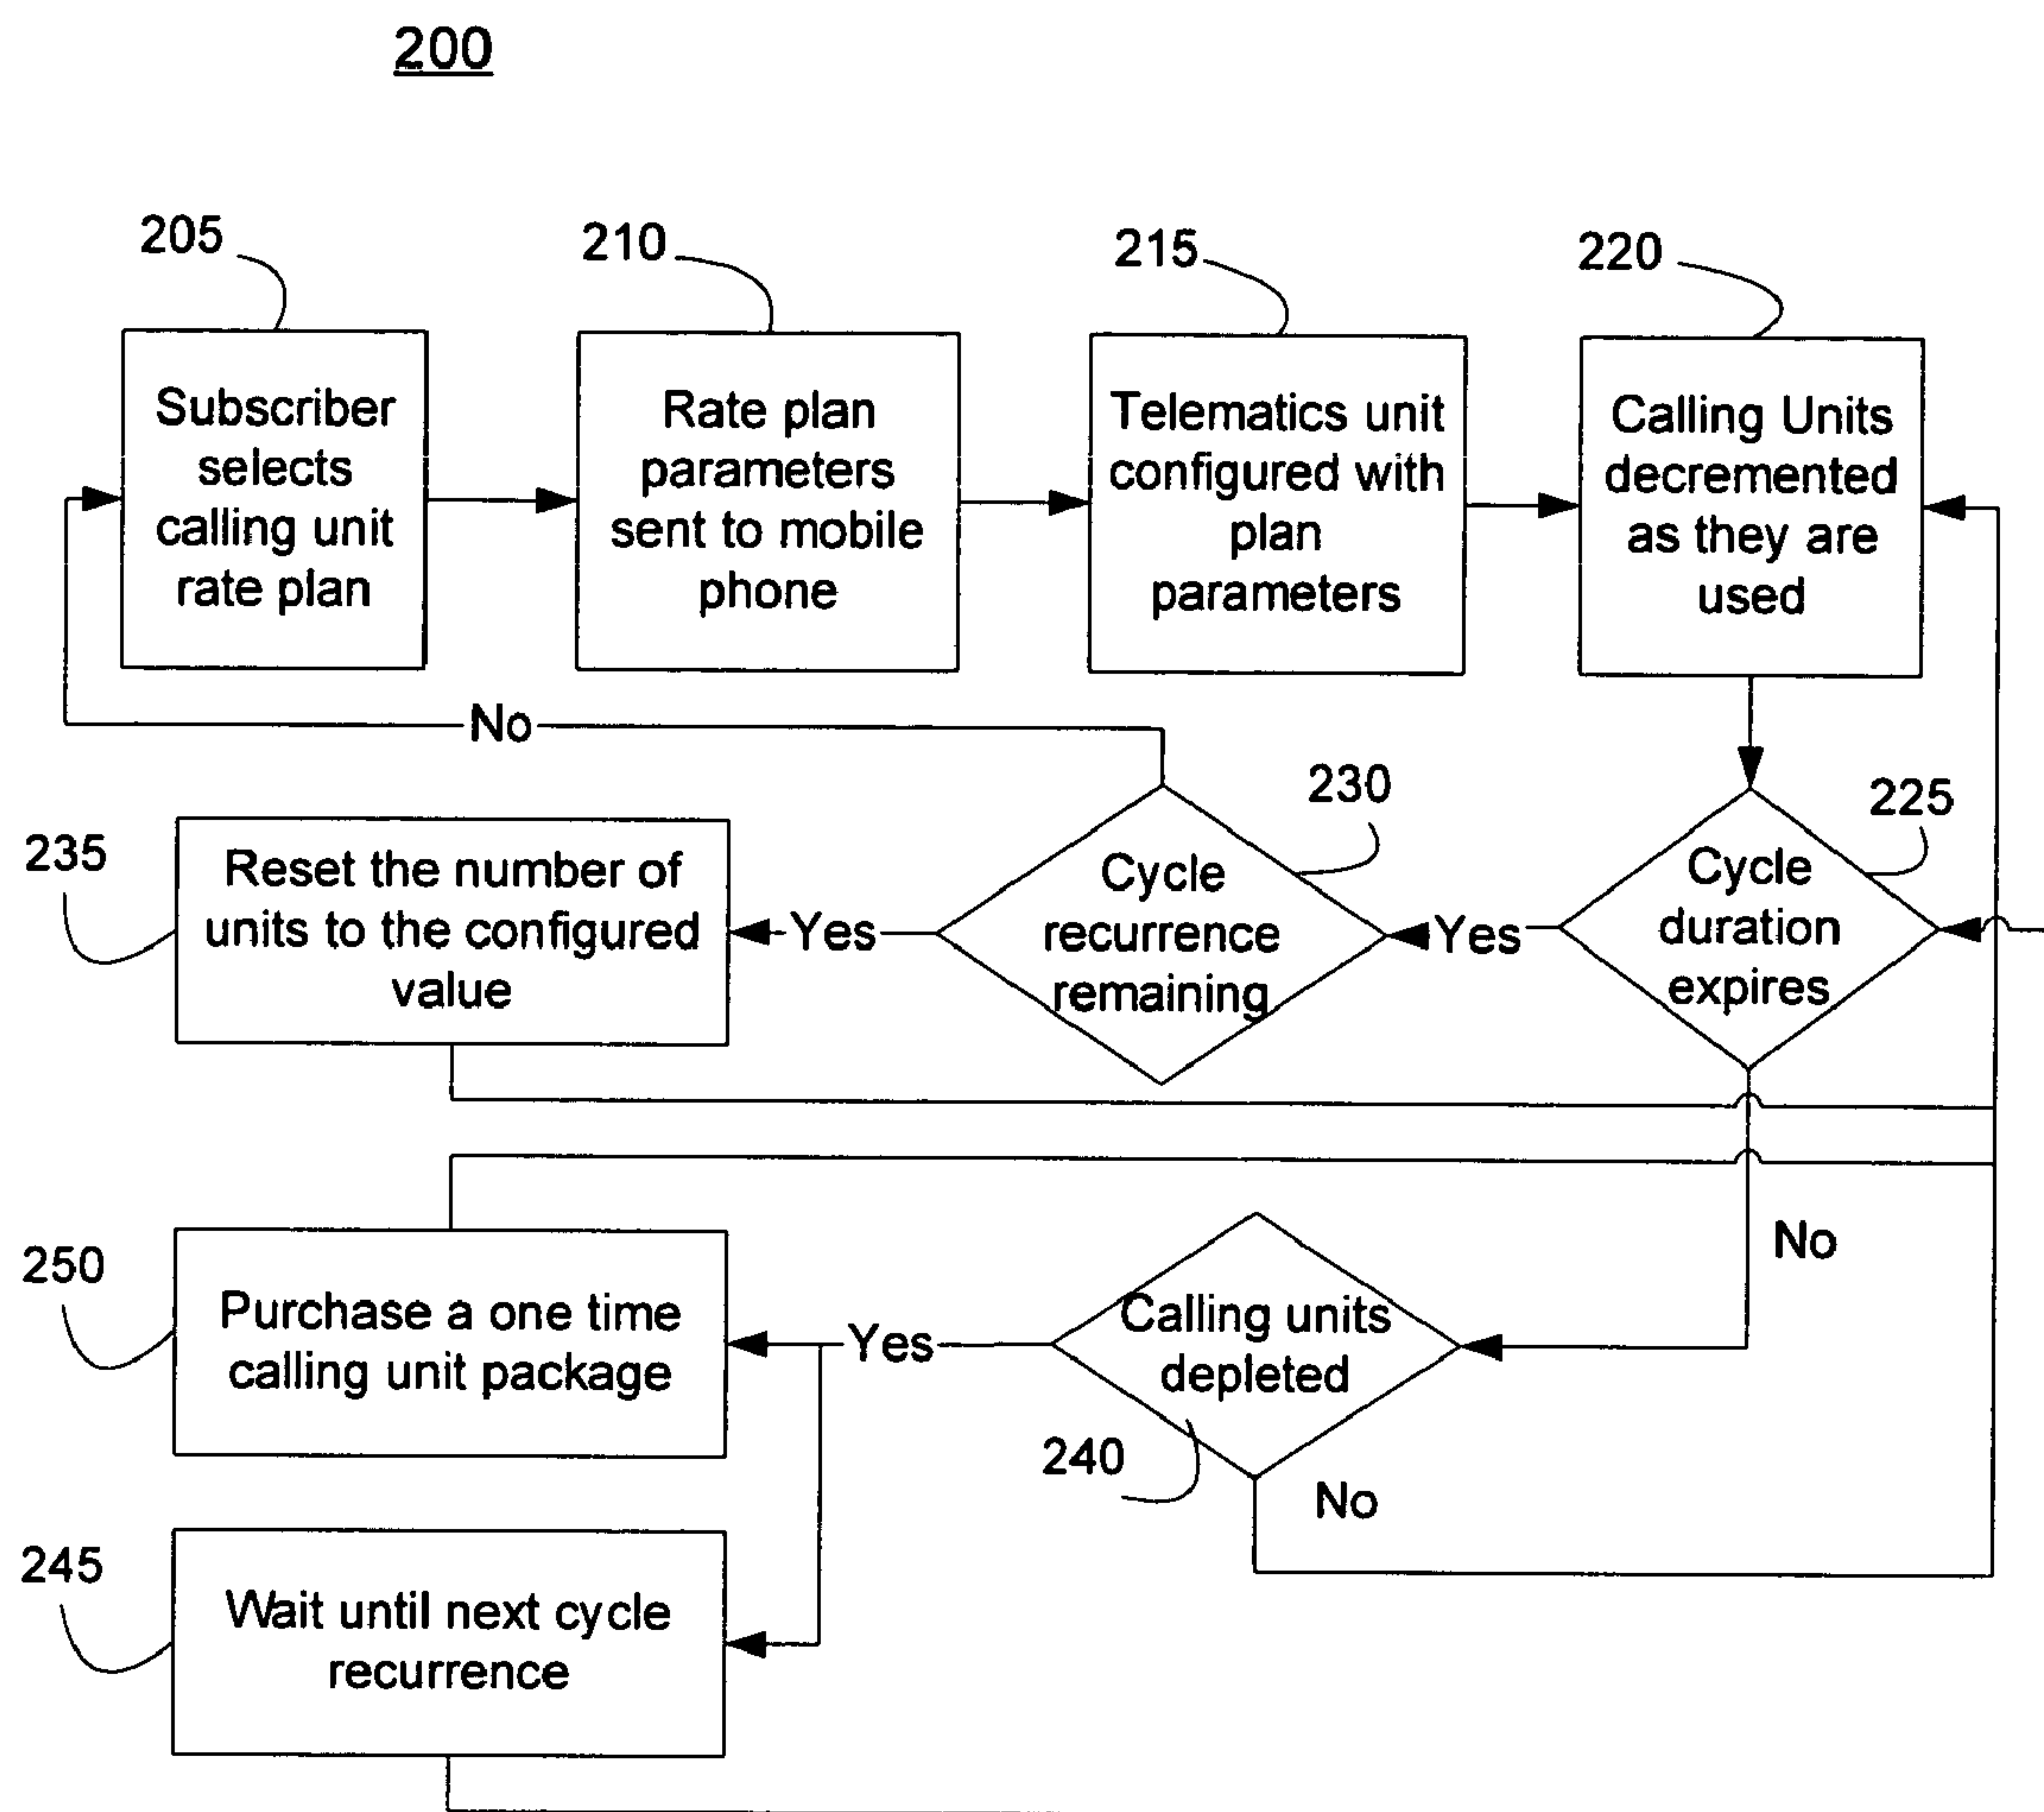 200
205
210
215
220
Subscriber
selects
calling unit
rate plan
Rate plan
parameters
sent to mobile
phone
Telematics unit
configured with
plan
parameters
Calling Units
decremented
as they are
used
No
230
225
235
Reset the number of
units to the configured
value
Yes
Cycle
recurrence
remaining
Yes
Cycle
duration
expires
No
250
Purchase a one time
calling unit package
Yes
Calling units
depleted
240
No
245
Wait until next cycle
recurrence